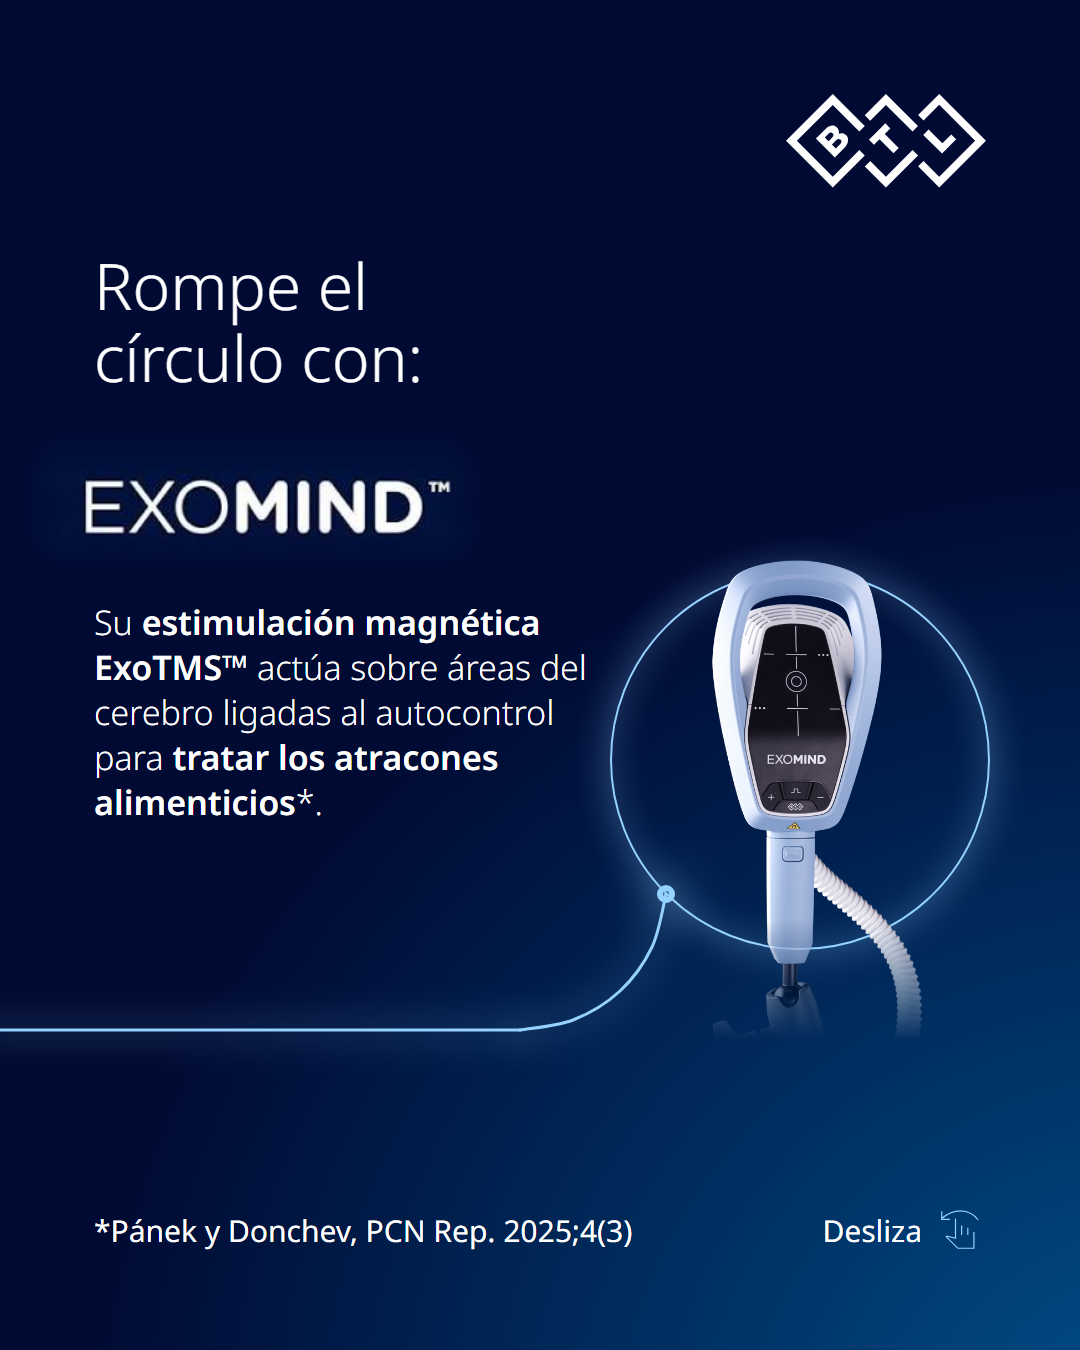 BTL
Rompe el
círculo con:
EXOMIND™
Su estimulación magnética
ExoTMS™ actúa sobre áreas del
cerebro ligadas al autocontrol
para tratar los atracones
alimenticios*.
EXOMIND
*Pánek y Donchev, PCN Rep. 2025;4(3)
Desliza